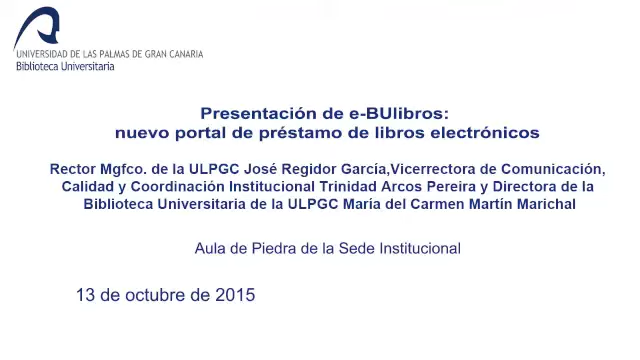 UNIVERSIDAD DE LAS PALMAS DE GRAN CANARIA
Biblioteca Universitaria
Presentación de e-BUlibros:
nuevo portal de préstamo de libros electrónicos
Rector Mgfco. de la ULPGC José Regidor García,Vicerrectora de Comunicación,
Calidad y Coordinación Institucional Trinidad Arcos Pereira y Directora de la
Biblioteca Universitaria de la ULPGC María del Carmen Martín Marichal
Aula de Piedra de la Sede Institucional
13 de octubre de 2015